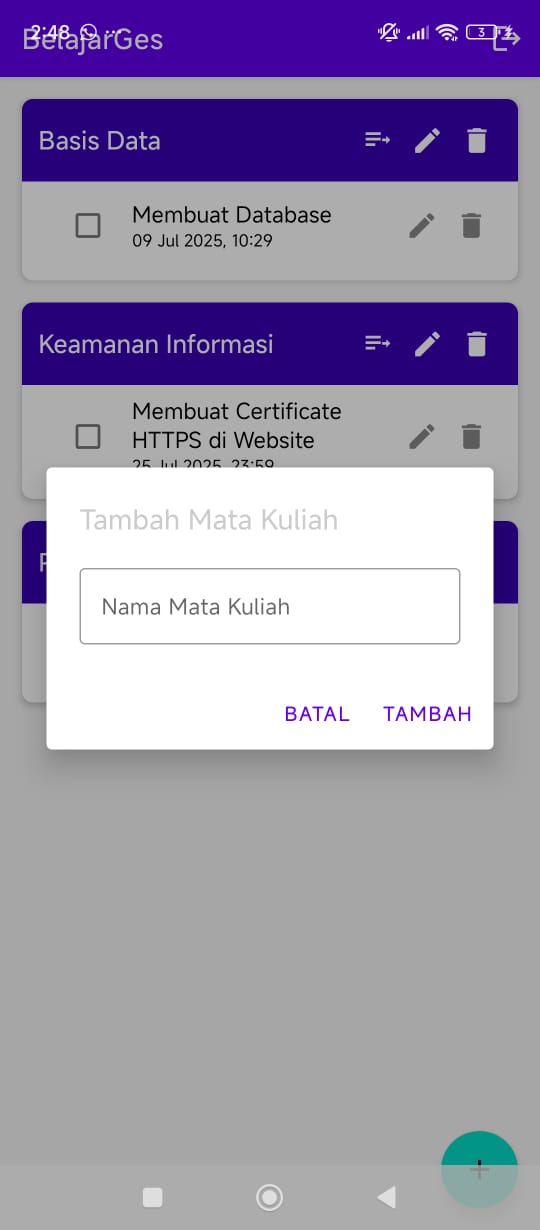 2:48
BelajarGes
3
Basis Data
Membuat Database
09 Jul 2025, 10:29
Keamanan Informasi
Membuat Certificate
HTTPS di Website
25 Jul 2025, 23:59
Tambah Mata Kuliah
Nama Mata Kuliah
BATAL TAMBAH